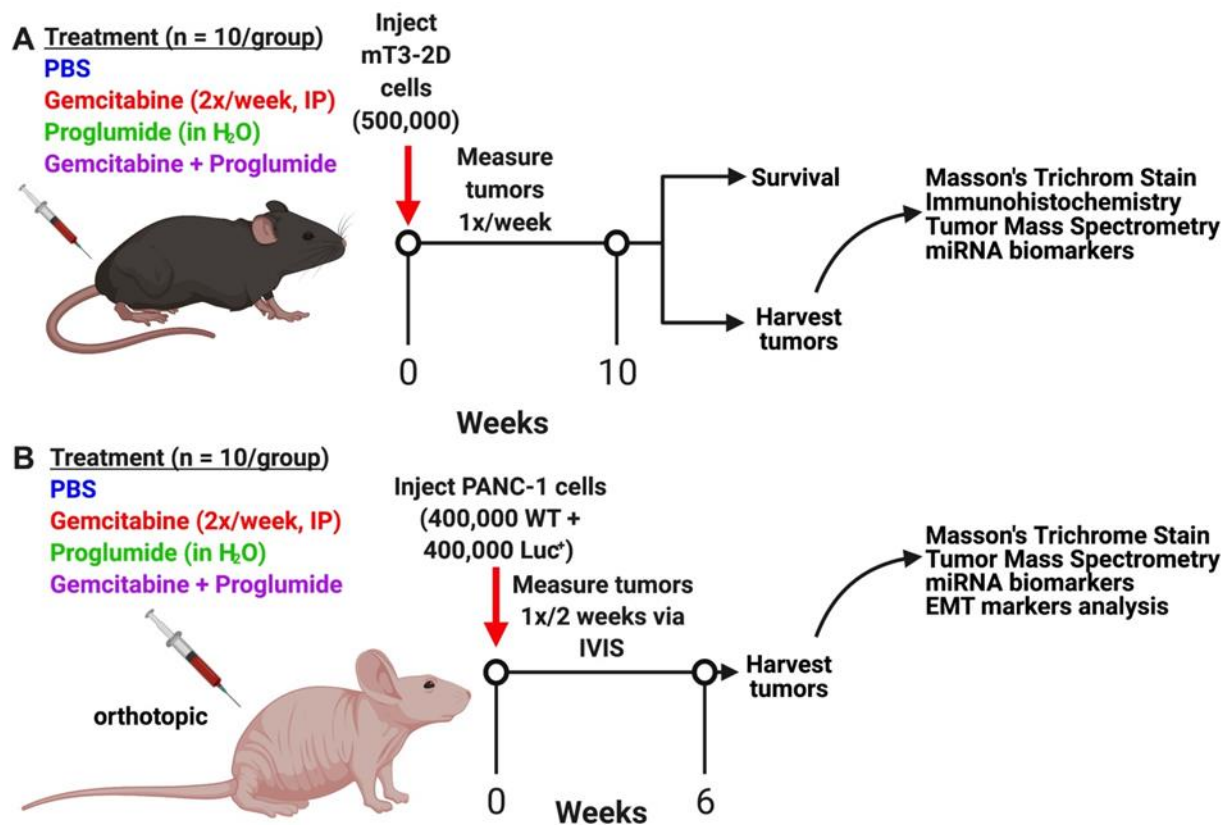 A Treatment (n = 10/group)
PBS
Gemcitabine (2x/week, IP)
Proglumide (in H₂O)
Gemcitabine + Proglumide
Inject
mT3-2D
cells
(500,000)
Measure
tumors
1x/week
Survival
Harvest
tumors
Masson's Trichrom Stain
Immunohistochemistry
Tumor Mass Spectrometry
miRNA biomarkers
0
10
Weeks
B Treatment (n = 10/group)
PBS
Gemcitabine (2x/week, IP)
Proglumide (in H₂O)
Gemcitabine + Proglumide
orthotopic
Inject PANC-1 cells
(400,000 WT +
400,000 Luc⁺)
Measure tumors
1x/2 weeks via
IVIS
Harvest
tumors
Masson's Trichrome Stain
Tumor Mass Spectrometry
miRNA biomarkers
EMT markers analysis
0
6
Weeks